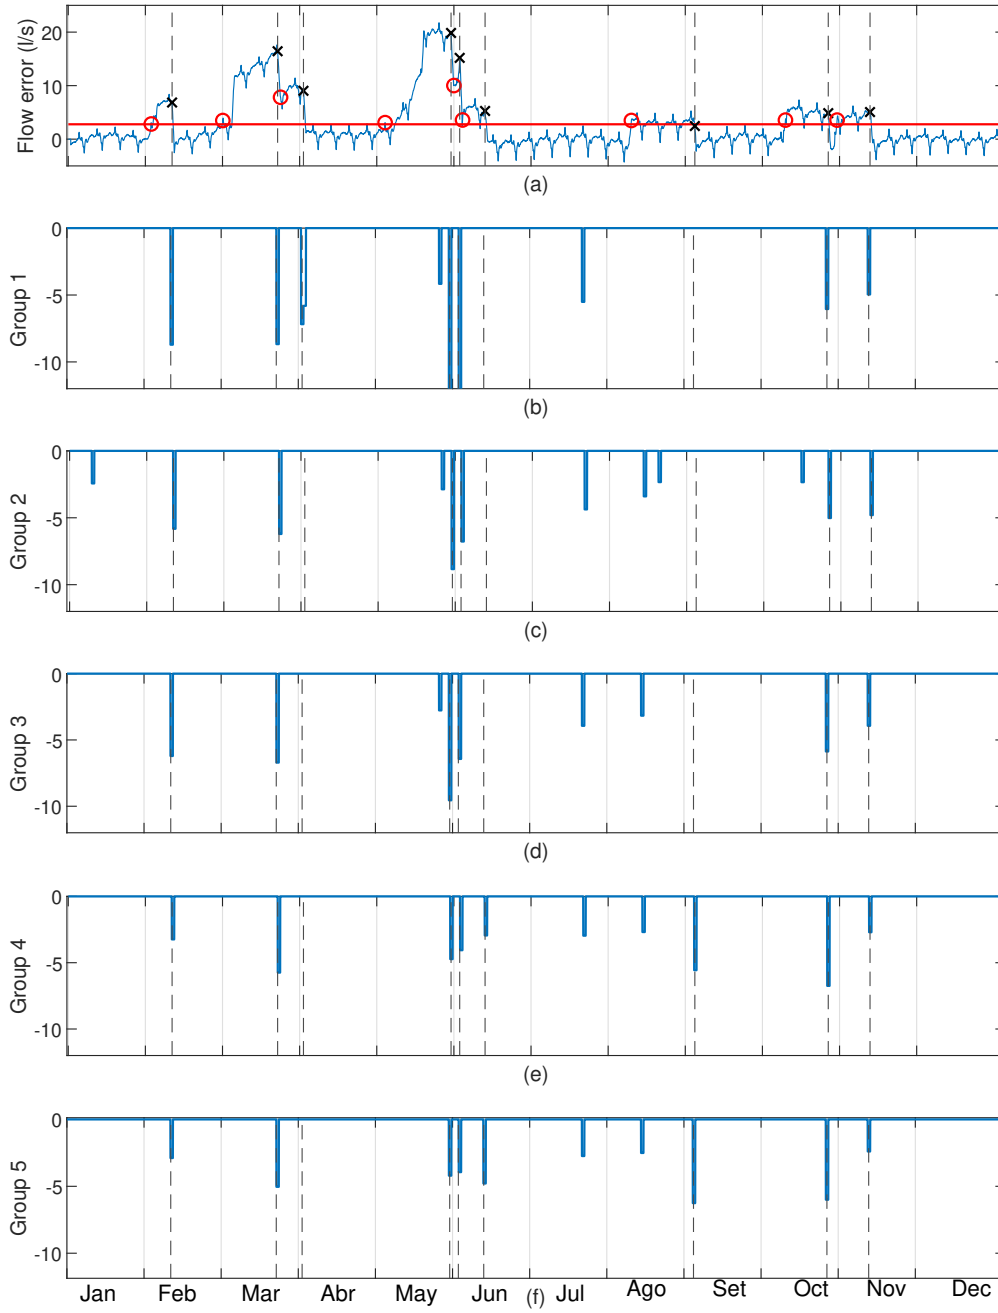 20
10
0
Flow error (l/s)
(a)
0
-5
-10
Group 1
(b)
0
-5
-10
Group 2
(c)
0
-5
-10
Group 3
(d)
0
-5
-10
Group 4
(e)
0
-5
-10
Group 5
Jan Feb Mar Abr May Jun (f) Jul Ago Set Oct Nov Dec